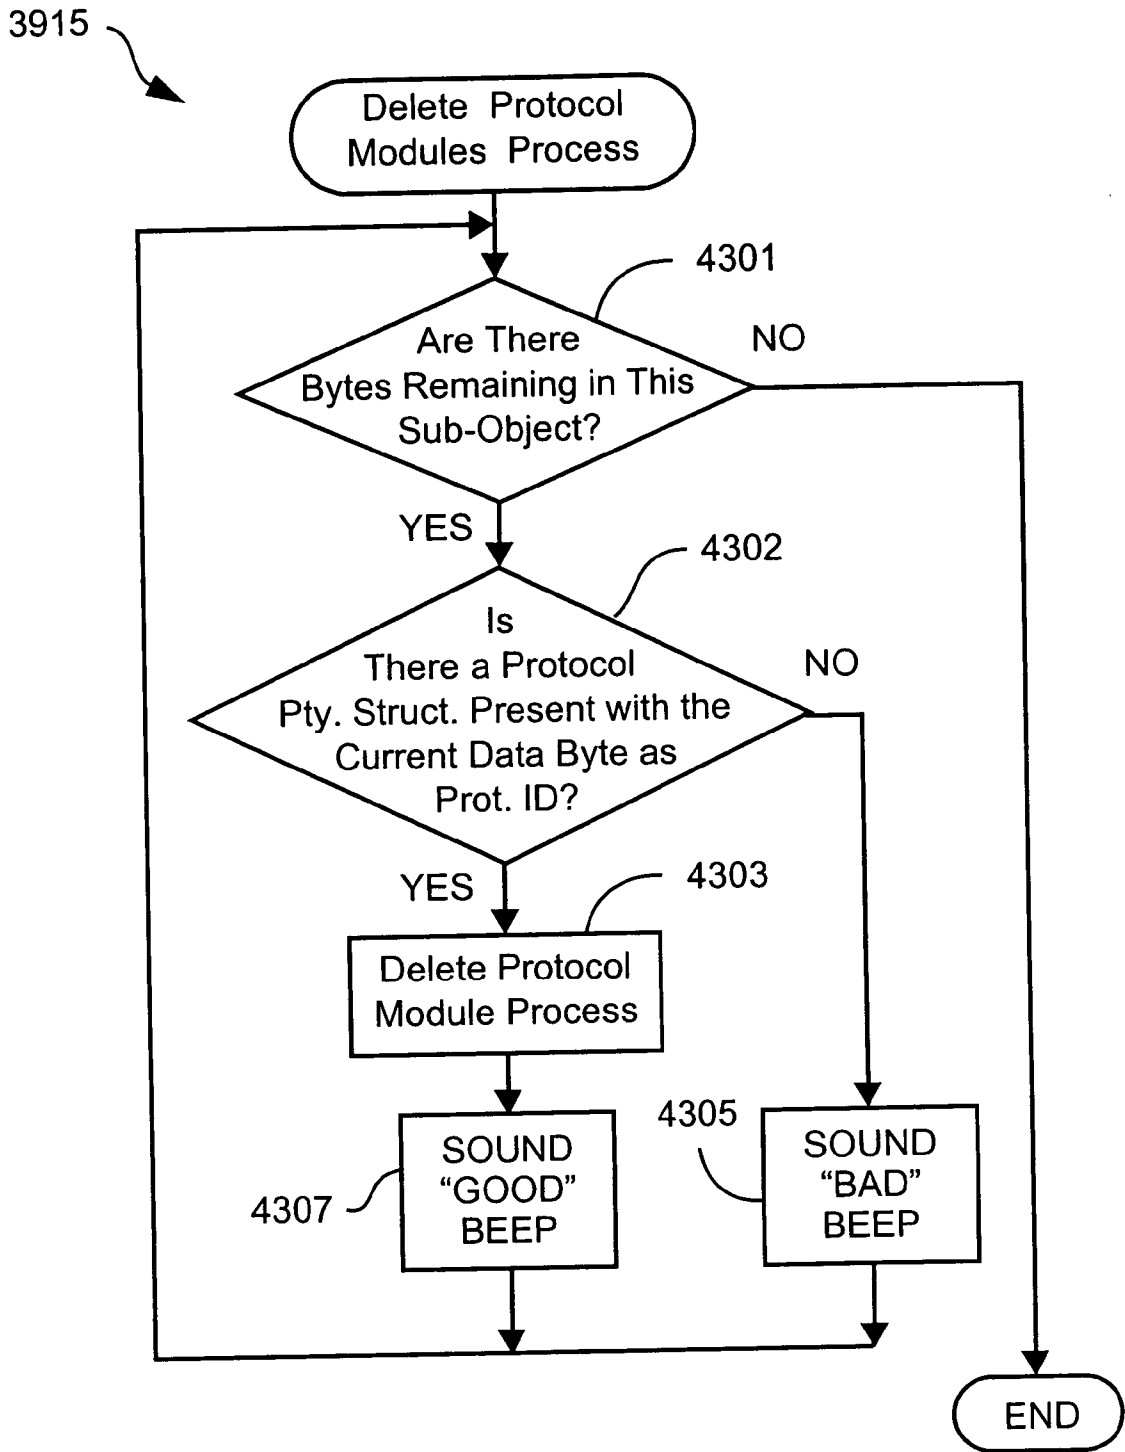 3915
Delete Protocol
Modules Process
4301
Are There
Bytes Remaining in This
Sub-Object?
NO
YES
4302
Is
There a Protocol
Pty. Struct. Present with the
Current Data Byte as
Prot. ID?
NO
YES
4303
Delete Protocol
Module Process
4305
SOUND
“GOOD”
BEEP
SOUND
“BAD”
BEEP
4307
END